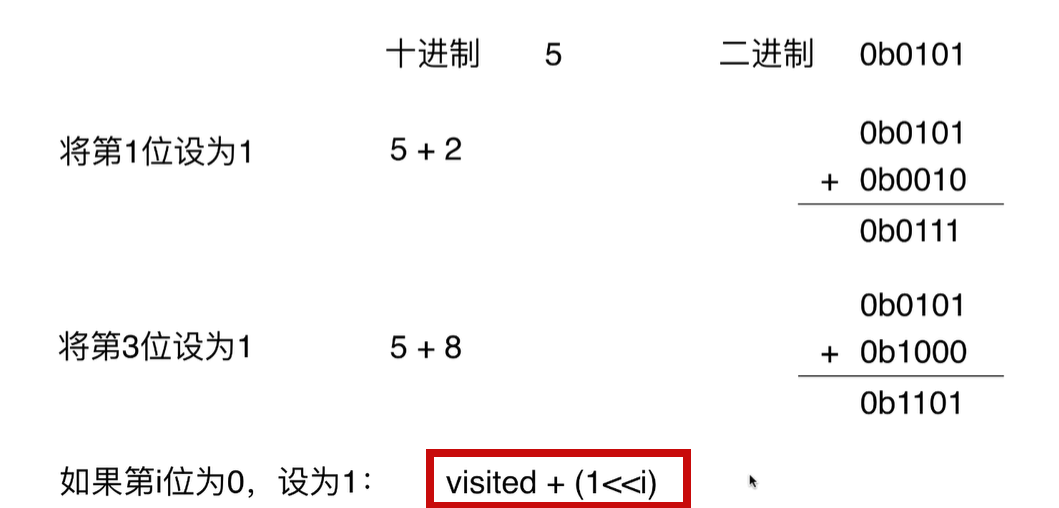 十进制 5 二进制 0b0101
将第1位设为1 5 + 2 0b0101
+ 0b0010
0b0111
将第3位设为1 5 + 8 0b0101
+ 0b1000
0b1101
如果第i位为0，设为1： visited + (1<<i)